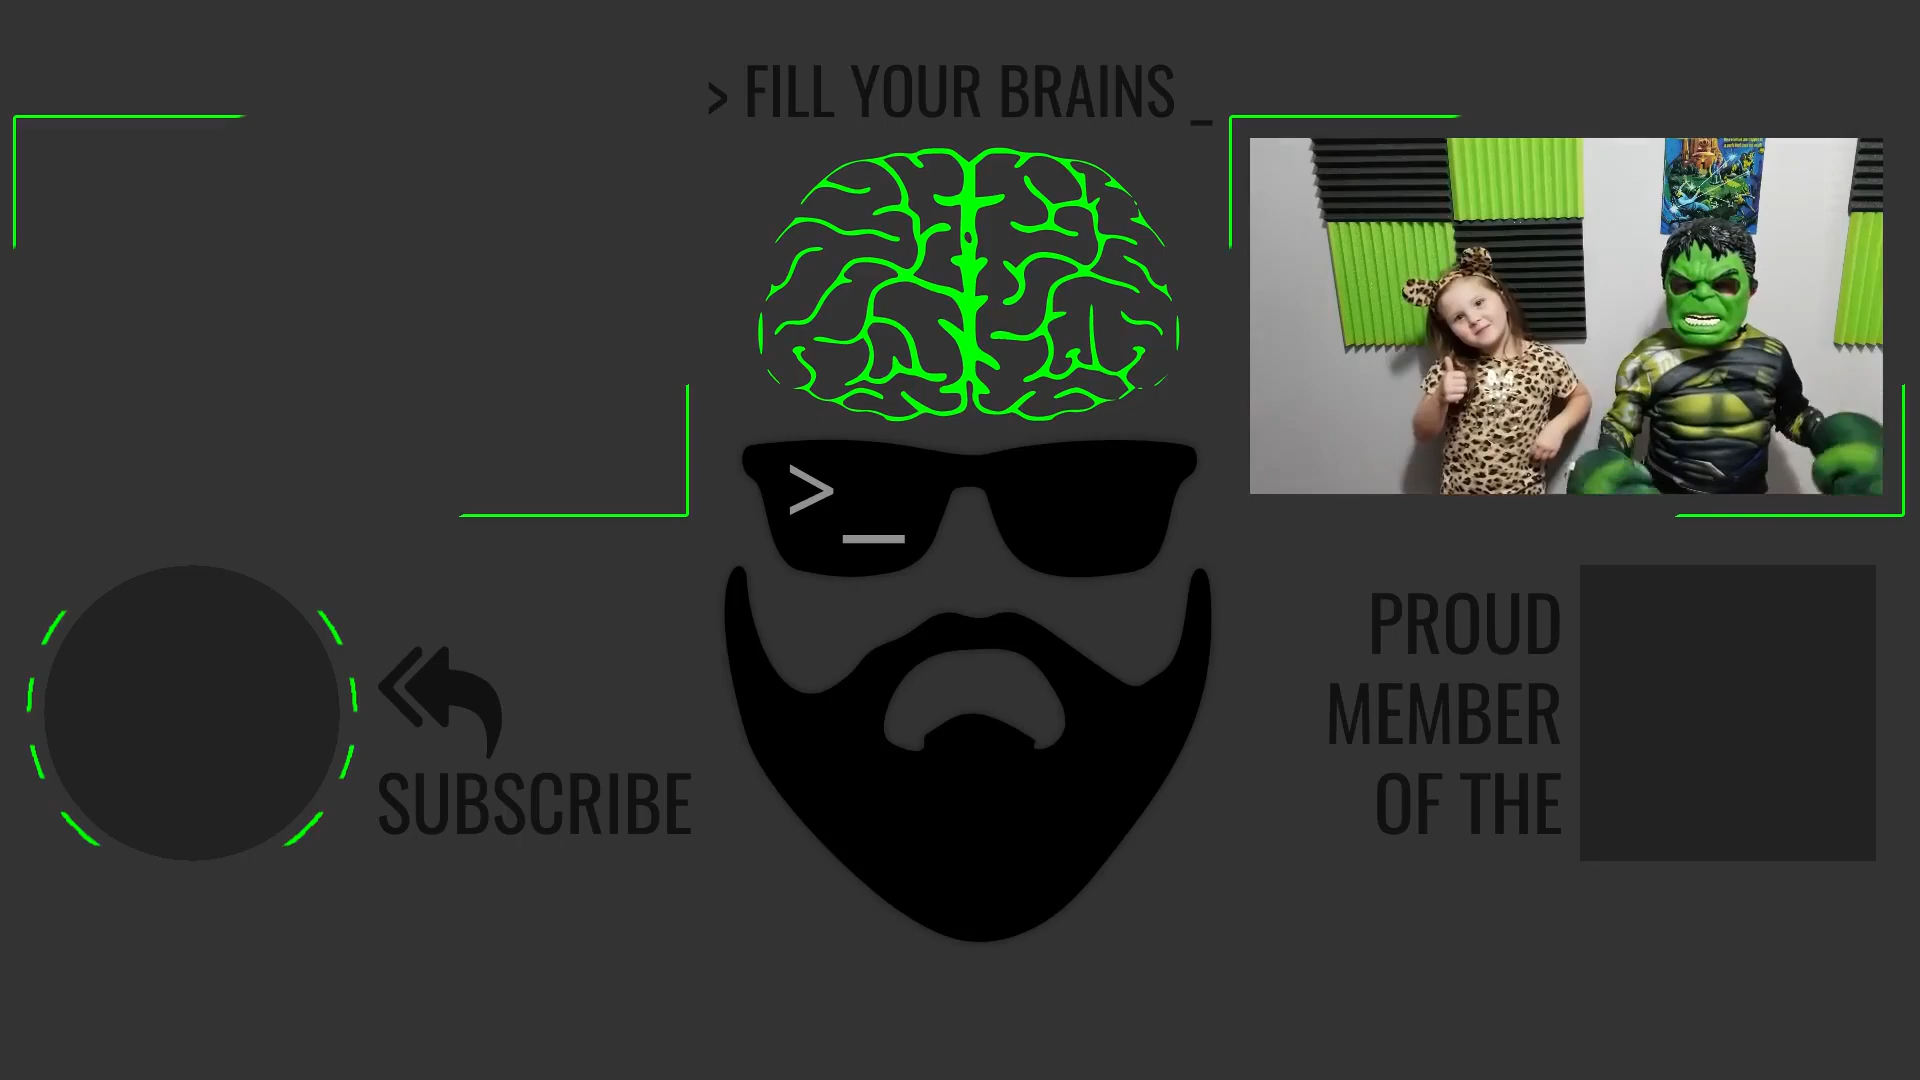 > FILL YOUR BRAINS _
>_
SUBSCRIBE
PROUD
MEMBER
OF THE